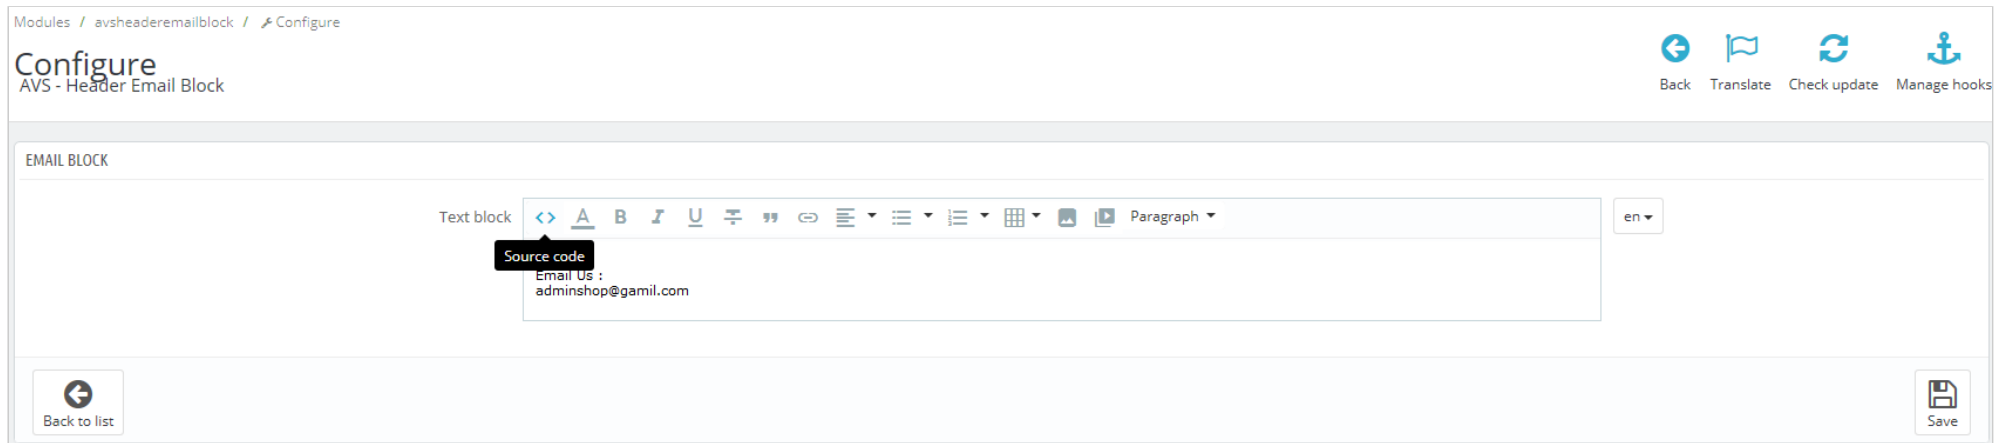 Modules / avsheaderemailblock / Configure
Configure
AVS - Header Email Block
Back Translate Check update Manage hooks
EMAIL BLOCK
Text block A B I U T Paragraph en
Source code
Email Us :
adminshop@gamil.com
Back to list Save